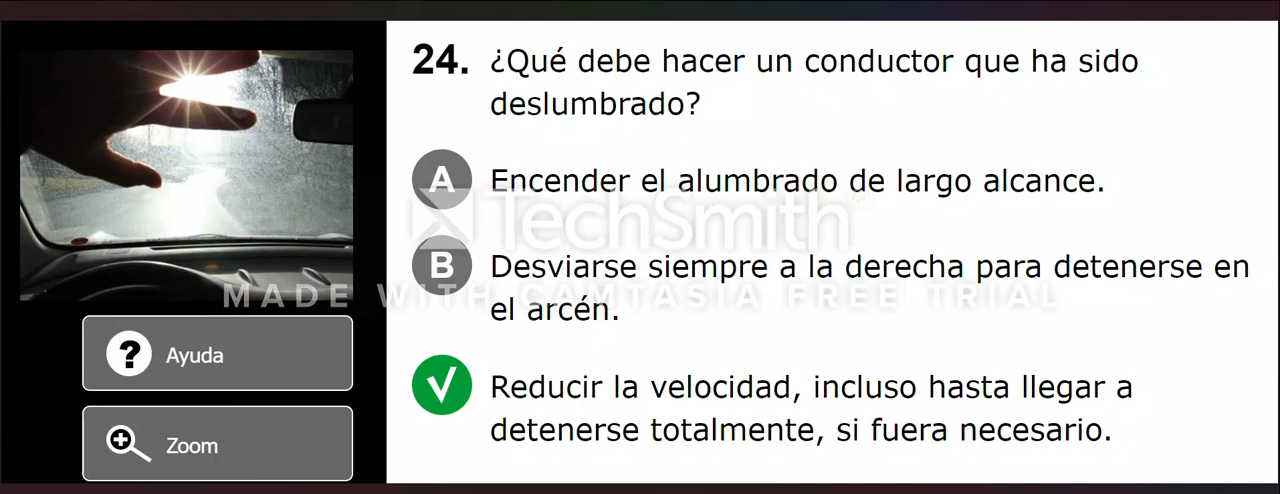 24. ¿Qué debe hacer un conductor que ha sido
deslumbrado?
A Encender el alumbrado de largo alcance.
TechSmith
B Desviarse siempre a la derecha para detenerse en
el arcén.
MADE WITH CAMTASIA FREE TRIAL
Reducir la velocidad, incluso hasta llegar a
detenerse totalmente, si fuera necesario.
? Ayuda
Zoom